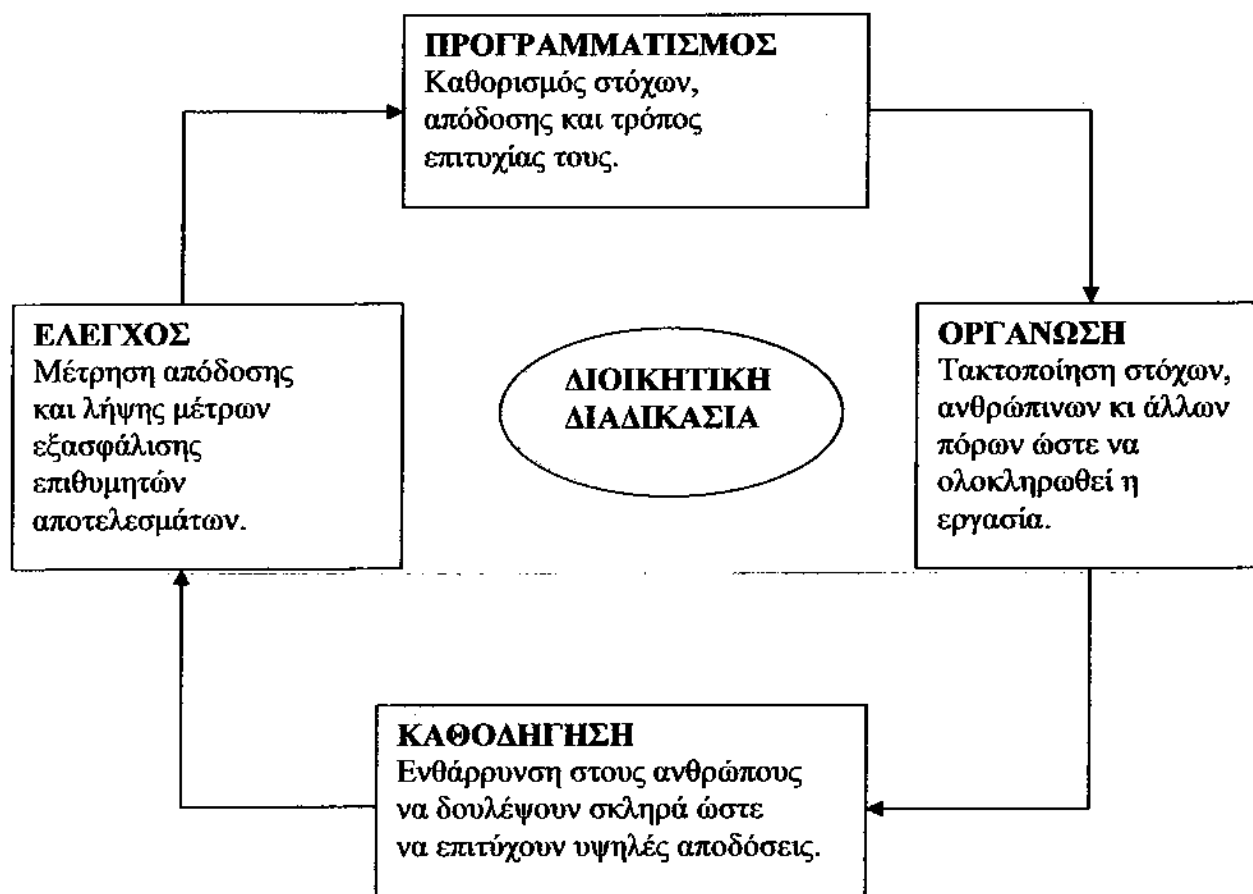 ΠΡΟΓΡΑΜΜΑΤΙΣΜΟΣ
Καθορισμός στόχων,
απόδοσης και τρόπος
επιτυχίας τους.
ΕΛΕΓΧΟΣ
Μέτρηση απόδοσης
και λήψης μέτρων
εξασφάλισης
επιθυμητών
αποτελεσμάτων.
ΔΙΟΙΚΗΤΙΚΗ
ΔΙΑΔΙΚΑΣΙΑ
ΟΡΓΑΝΩΣΗ
Τακτοποίηση στόχων,
ανθρώπινων κι άλλων
πόρων ώστε να
ολοκληρωθεί η
εργασία.
ΚΑΘΟΔΗΓΗΣΗ
Ενθάρρυνση στους ανθρώπους
να δουλέψουν σκληρά ώστε
να επιτύχουν υψηλές αποδόσεις.